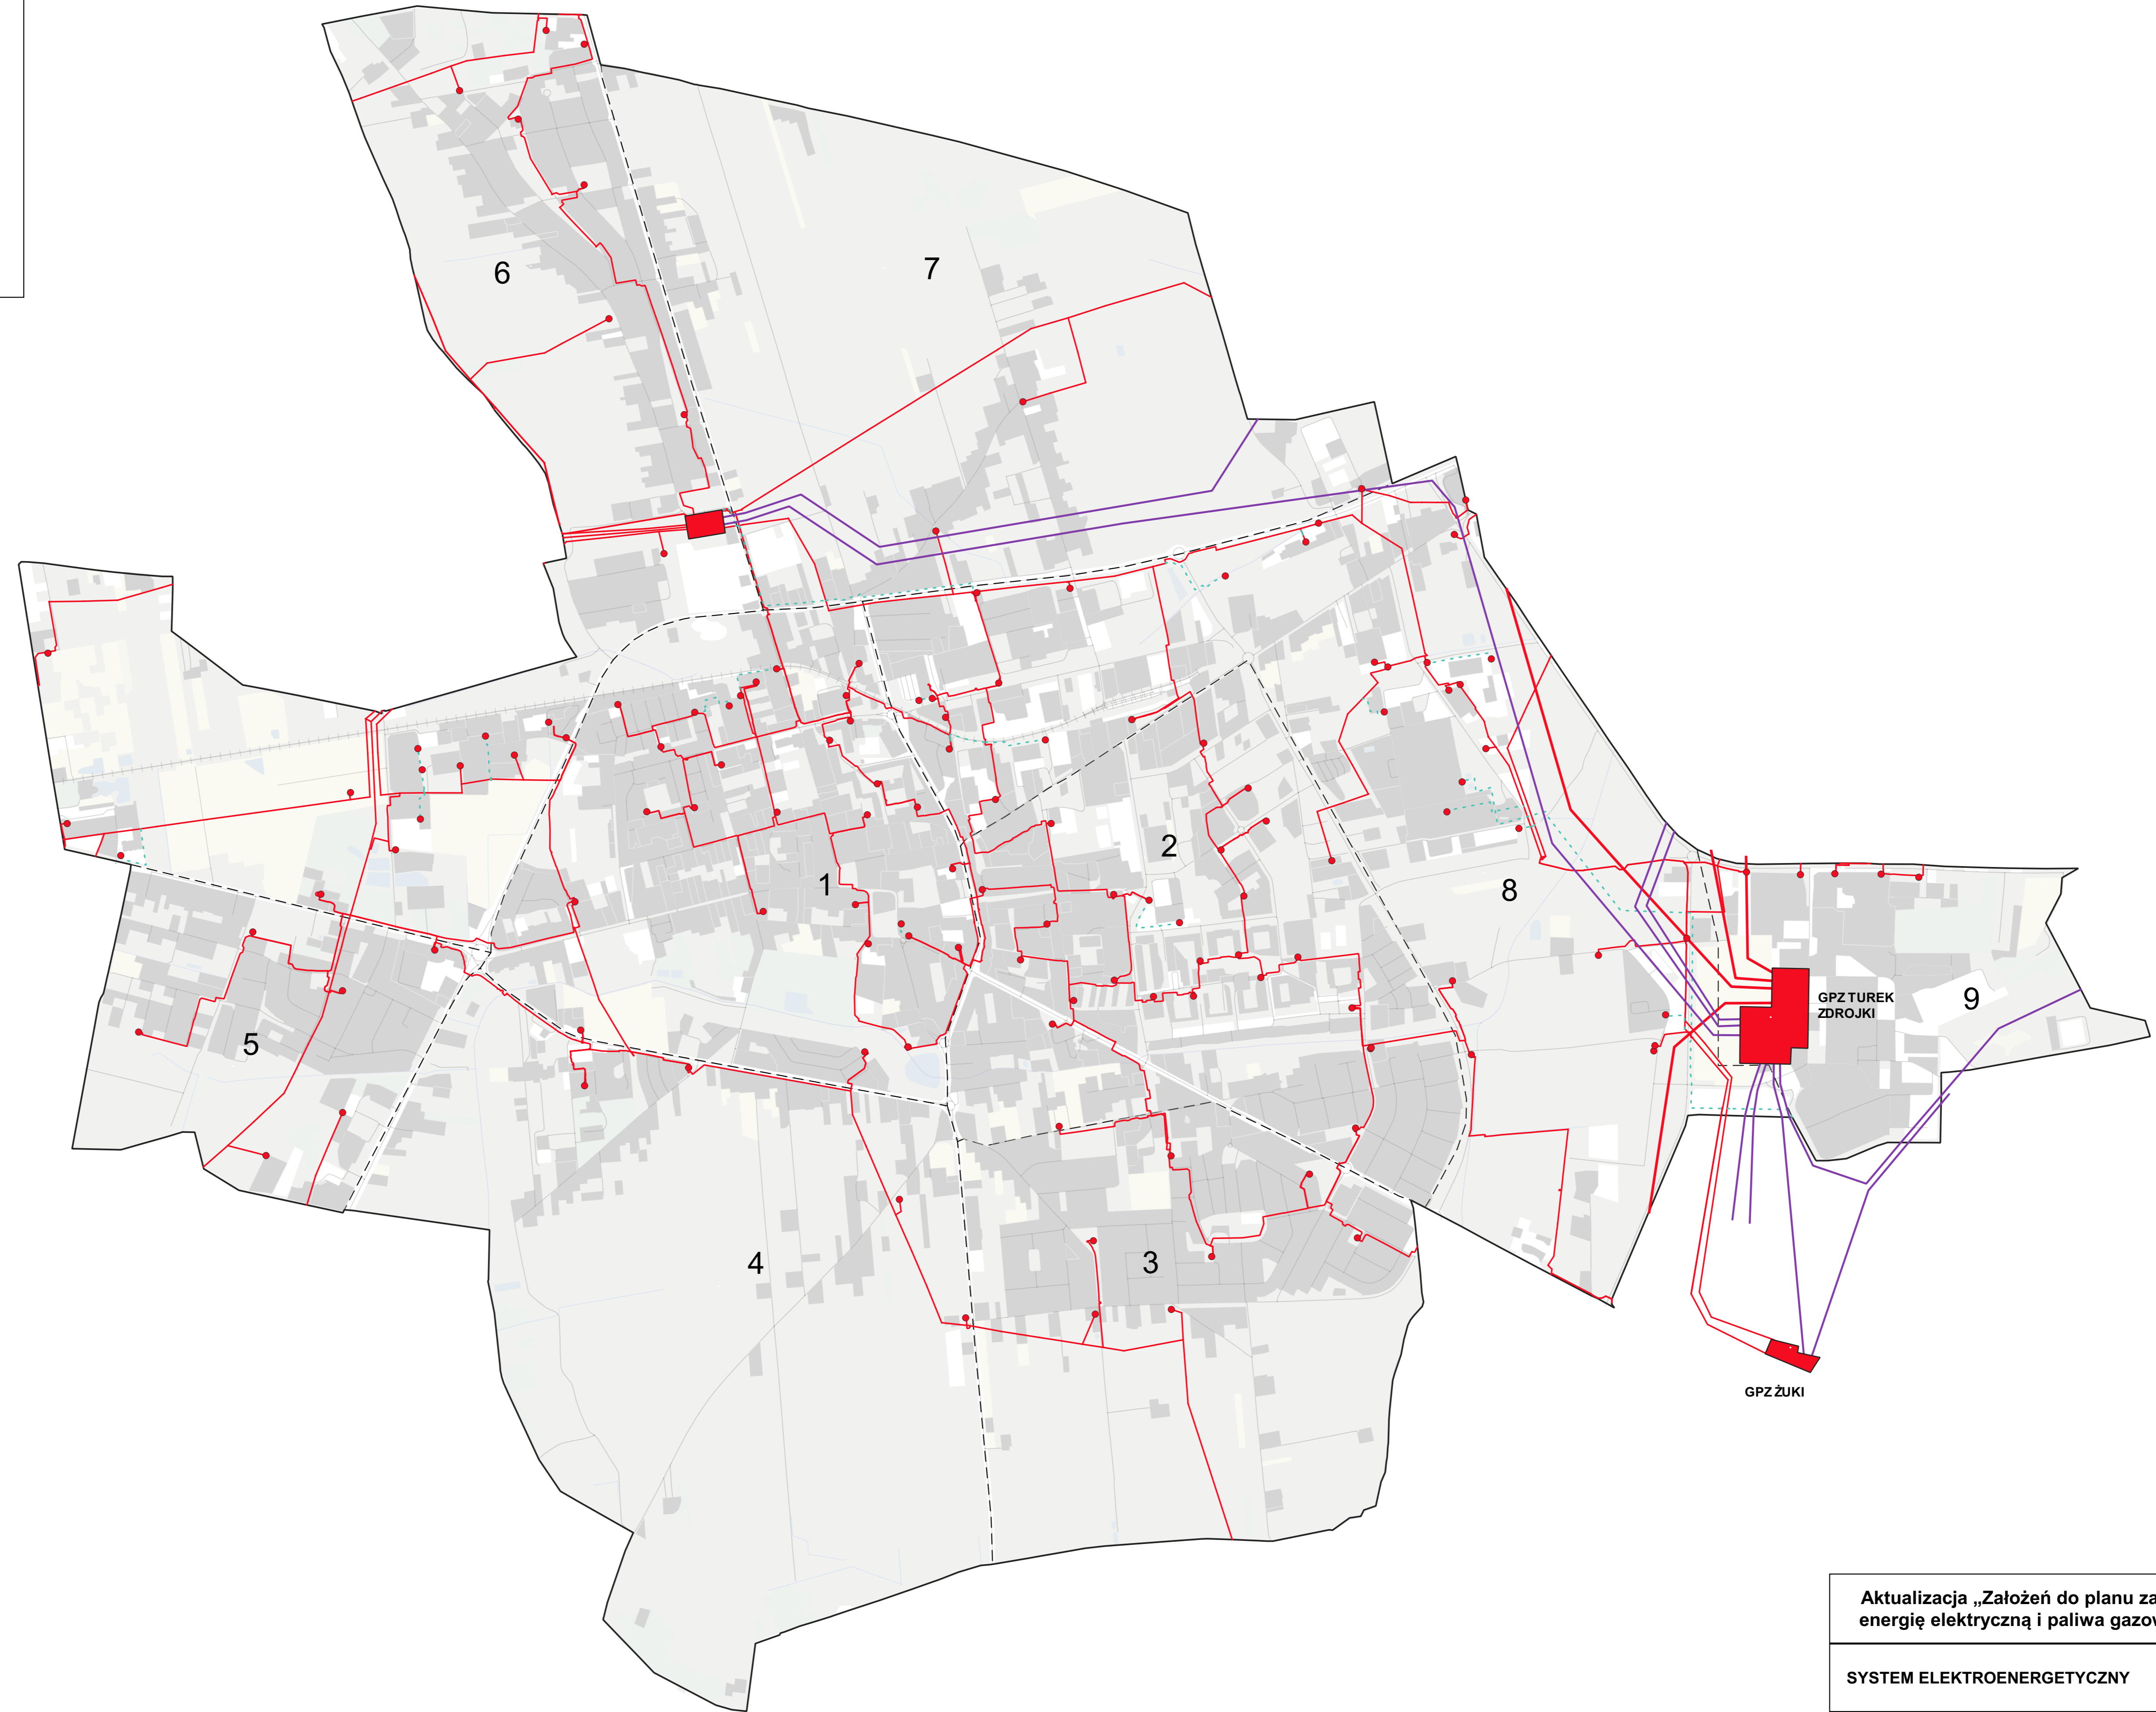 6
7
2
1
8
GPZ TUREK
ZDROJKI
9
5
4
3
GPZ ŻUKI
Aktualizacja „Założeń do planu za
energię elektryczną i paliwa gazow
SYSTEM ELEKTROENERGETYCZNY